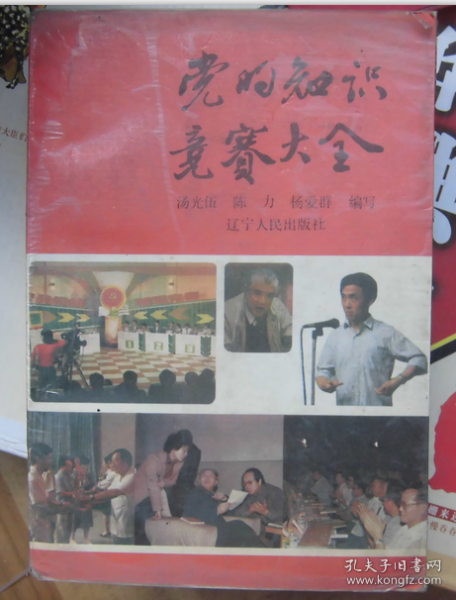 党的知识
竞赛大全
汤光伍 陈力 杨爱群 编写
辽宁人民出版社
孔夫子旧书网
www.kongfz.com